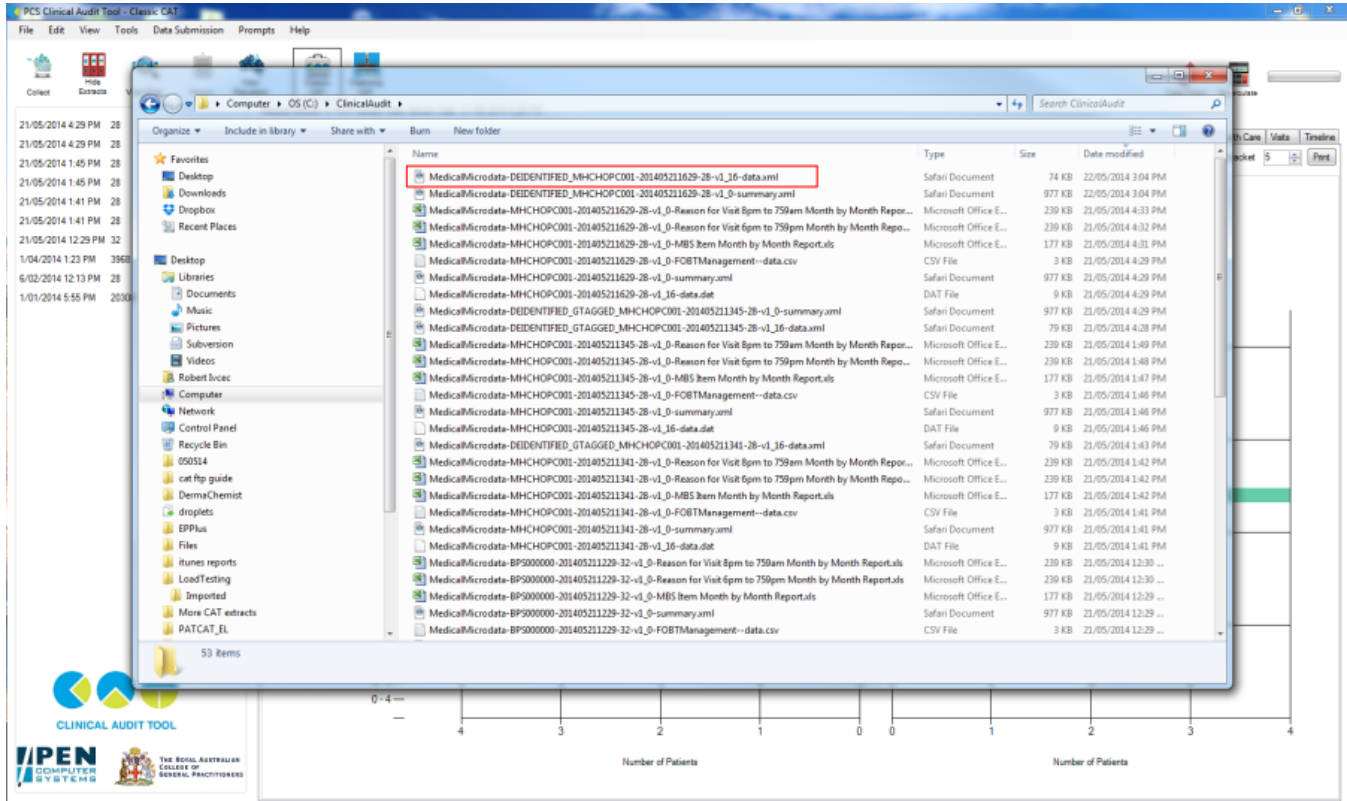 PCS Clinical Audit Tool - Classic CAT
File Edit View Tools Data Submission Prompts Help
Collect
Hide Extracts
21/05/2014 4:29 PM 28
21/05/2014 4:29 PM 28
21/05/2014 1:45 PM 28
21/05/2014 1:45 PM 28
21/05/2014 1:41 PM 28
21/05/2014 1:41 PM 28
21/05/2014 12:29 PM 32
1/04/2014 1:23 PM 3968
6/02/2014 12:13 PM 28
1/01/2014 5:55 PM
Computer OS (C:) ClinicalAudit
Search ClinicalAudit
Organize Include in library Share with Burn New folder
Favorites
Desktop
Downloads
Dropbox
Recent Places
Desktop
Libraries
Documents
Music
Pictures
Subversion
Videos
Robert Ivcec
Computer
Network
Control Panel
Recycle Bin
050514
cat ftp guide
DermaChemist
droplets
EPPlus
Files
itunes reports
LoadTesting
Imported
More CAT extracts
PATCAT_EL
Name Type Size Date modified
MedicalMicrodata-DEIDENTIFIED_MHCHOPC001-201405211629-28-v1_16-data.xml Safari Document 74 KB 22/05/2014 3:04 PM
MedicalMicrodata-DEIDENTIFIED_MHCHOPC001-201405211629-28-v1_0-summary.xml Safari Document 977 KB 22/05/2014 3:04 PM
MedicalMicrodata-MHCHOPC001-201405211629-28-v1_0-Reason for Visit 8pm to 759am Month by Month Repor... Microsoft Office E... 239 KB 21/05/2014 4:33 PM
MedicalMicrodata-MHCHOPC001-201405211629-28-v1_0-Reason for Visit 6pm to 759pm Month by Month Repo... Microsoft Office E... 239 KB 21/05/2014 4:32 PM
MedicalMicrodata-MHCHOPC001-201405211629-28-v1_0-MBS Item Month by Month Report.xls Microsoft Office E... 177 KB 21/05/2014 4:31 PM
MedicalMicrodata-MHCHOPC001-201405211629-28-v1_0-FOBTManagement--data.csv CSV File 3 KB 21/05/2014 4:29 PM
MedicalMicrodata-MHCHOPC001-201405211629-28-v1_0-summary.xml Safari Document 977 KB 21/05/2014 4:29 PM
MedicalMicrodata-MHCHOPC001-201405211629-28-v1_16-data.dat DAT File 9 KB 21/05/2014 4:29 PM
MedicalMicrodata-DEIDENTIFIED_GTAGGED_MHCHOPC001-201405211345-28-v1_0-summary.xml Safari Document 977 KB 21/05/2014 4:29 PM
MedicalMicrodata-DEIDENTIFIED_GTAGGED_MHCHOPC001-201405211345-28-v1_16-data.xml Safari Document 79 KB 21/05/2014 4:28 PM
MedicalMicrodata-MHCHOPC001-201405211345-28-v1_0-Reason for Visit 8pm to 759am Month by Month Repor... Microsoft Office E... 239 KB 21/05/2014 1:49 PM
MedicalMicrodata-MHCHOPC001-201405211345-28-v1_0-Reason for Visit 6pm to 759pm Month by Month Repo... Microsoft Office E... 239 KB 21/05/2014 1:48 PM
MedicalMicrodata-MHCHOPC001-201405211345-28-v1_0-MBS Item Month by Month Report.xls Microsoft Office E... 177 KB 21/05/2014 1:47 PM
MedicalMicrodata-MHCHOPC001-201405211345-28-v1_0-FOBTManagement--data.csv CSV File 3 KB 21/05/2014 1:46 PM
MedicalMicrodata-MHCHOPC001-201405211345-28-v1_0-summary.xml Safari Document 977 KB 21/05/2014 1:46 PM
MedicalMicrodata-MHCHOPC001-201405211345-28-v1_16-data.dat DAT File 9 KB 21/05/2014 1:46 PM
MedicalMicrodata-DEIDENTIFIED_GTAGGED_MHCHOPC001-201405211341-28-v1_16-data.xml Safari Document 79 KB 21/05/2014 1:43 PM
MedicalMicrodata-MHCHOPC001-201405211341-28-v1_0-Reason for Visit 8pm to 759am Month by Month Repor... Microsoft Office E... 239 KB 21/05/2014 1:42 PM
MedicalMicrodata-MHCHOPC001-201405211341-28-v1_0-Reason for Visit 6pm to 759pm Month by Month Repo... Microsoft Office E... 239 KB 21/05/2014 1:42 PM
MedicalMicrodata-MHCHOPC001-201405211341-28-v1_0-MBS Item Month by Month Report.xls Microsoft Office E... 177 KB 21/05/2014 1:42 PM
MedicalMicrodata-MHCHOPC001-201405211341-28-v1_0-FOBTManagement--data.csv CSV File 3 KB 21/05/2014 1:41 PM
MedicalMicrodata-MHCHOPC001-201405211341-28-v1_0-summary.xml Safari Document 977 KB 21/05/2014 1:41 PM
MedicalMicrodata-MHCHOPC001-201405211341-28-v1_16-data.dat DAT File 9 KB 21/05/2014 1:41 PM
MedicalMicrodata-BPS000000-201405211229-32-v1_0-Reason for Visit 8pm to 759am Month by Month Report.xls Microsoft Office E... 239 KB 21/05/2014 12:30 ...
MedicalMicrodata-BPS000000-201405211229-32-v1_0-Reason for Visit 6pm to 759pm Month by Month Report.xls Microsoft Office E... 239 KB 21/05/2014 12:30 ...
MedicalMicrodata-BPS000000-201405211229-32-v1_0-MBS Item Month by Month Report.xls Microsoft Office E... 177 KB 21/05/2014 12:29 ...
MedicalMicrodata-BPS000000-201405211229-32-v1_0-summary.xml Safari Document 977 KB 21/05/2014 12:29 ...
MedicalMicrodata-BPS000000-201405211229-32-v1_0-FOBTManagement--data.csv CSV File 3 KB 21/05/2014 12:29 ...
53 items
th Care Visits Timeline
acket 5 Print
0 - 4
4 3 2 1 0 0 1 2 3 4
Number of Patients Number of Patients
CLINICAL AUDIT TOOL
PEN
COMPUTER
SYSTEMS
THE ROYAL AUSTRALIAN
COLLEGE OF
GENERAL PRACTITIONERS